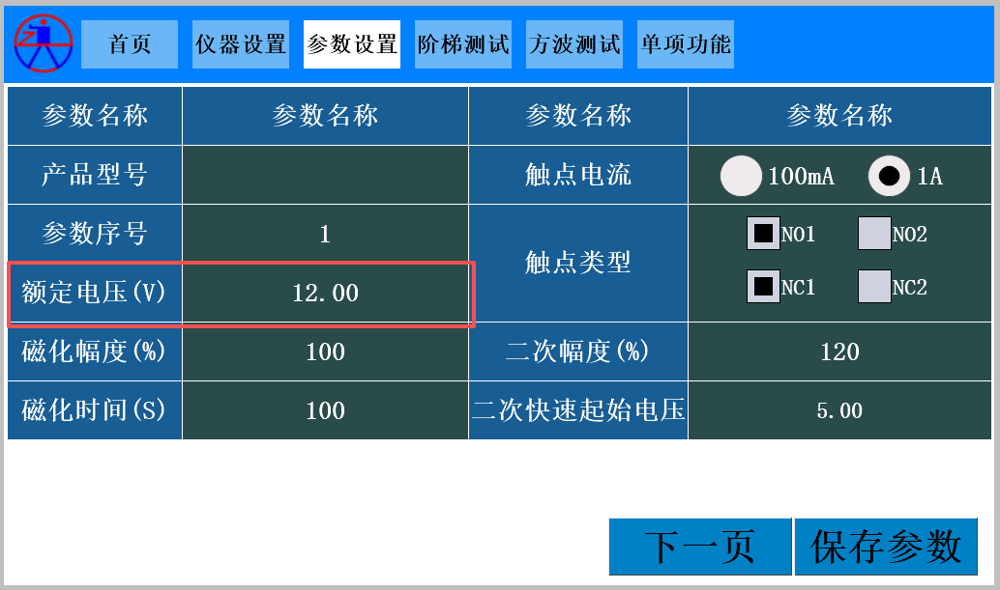 首页 仪器设置 参数设置 阶梯测试 方波测试 单项功能
参数名称 参数名称 参数名称 参数名称
产品型号 触点电流 100mA 1A
参数序号 1 触点类型 NO1 NO2
额定电压(V) 12.00 NC1 NC2
磁化幅度(%) 100 二次幅度(%) 120
磁化时间(S) 100 二次快速起始电压 5.00
下一页 保存参数